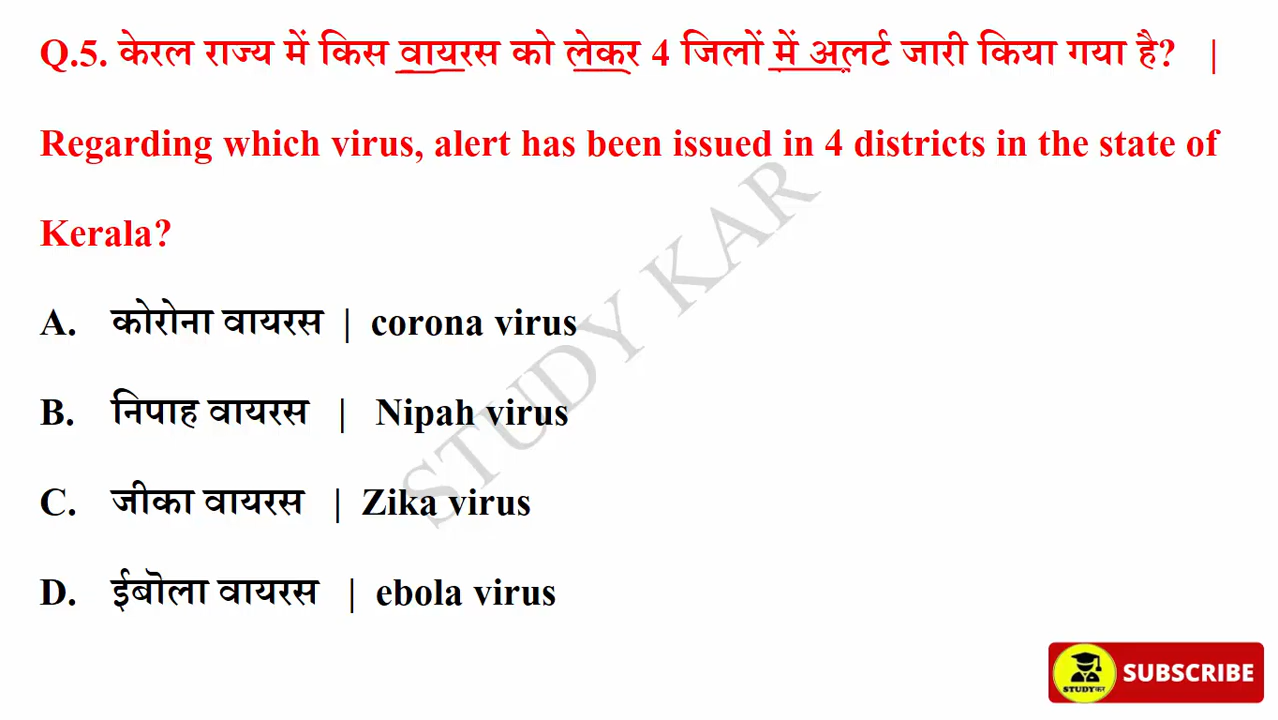 Q.5. केरल राज्य में किस वायरस को लेकर 4 जिलों में अलर्ट जारी किया गया है? |
Regarding which virus, alert has been issued in 4 districts in the state of
Kerala?
A. कोरोना वायरस | corona virus
B. निपाह वायरस | Nipah virus
C. जीका वायरस | Zika virus
D. ईबॊला वायरस | ebola virus
STUDY KAR
STUDYकर
SUBSCRIBE